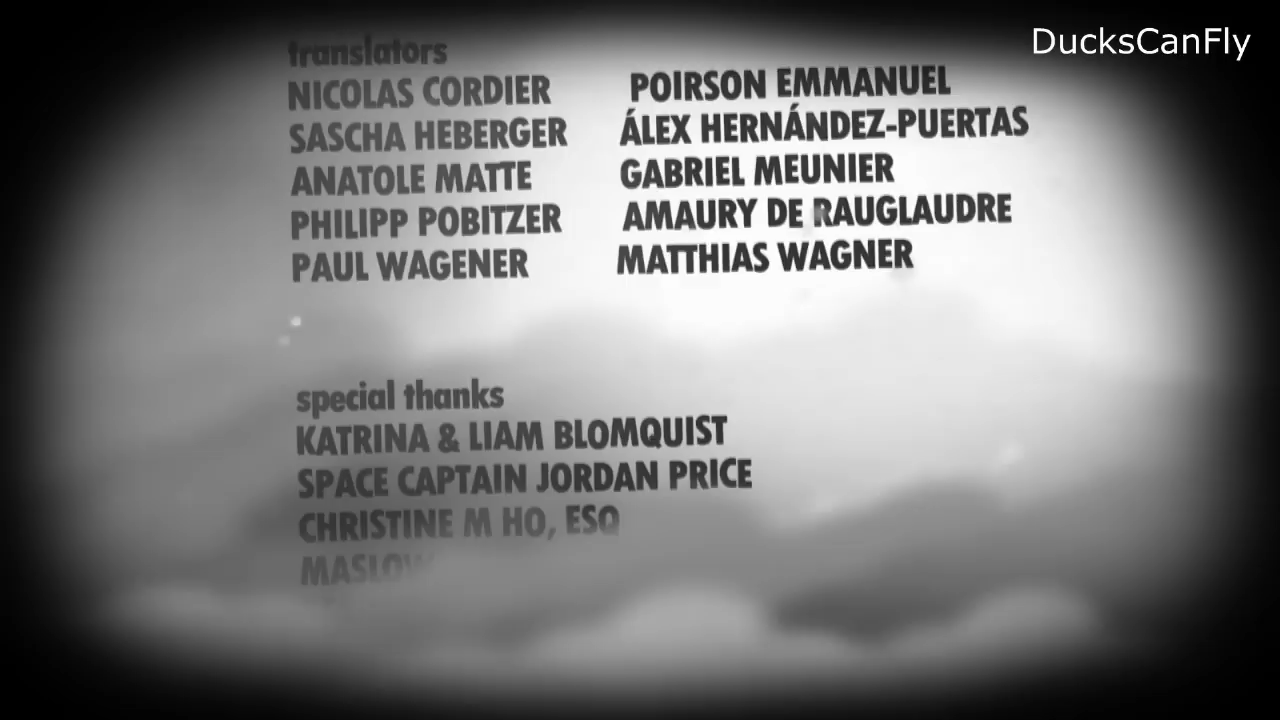 DucksCanFly
translators
NICOLAS CORDIER
SASCHA HEBERGER
ANATOLE MATTE
PHILIPP POBITZER
PAUL WAGENER
POIRSON EMMANUEL
ÁLEX HERNÁNDEZ-PUERTAS
GABRIEL MEUNIER
AMAURY DE RAUGLAUDRE
MATTHIAS WAGNER
special thanks
KATRINA & LIAM BLOMQUIST
SPACE CAPTAIN JORDAN PRICE
CHRISTINE M HO, ESQ
MASLOW